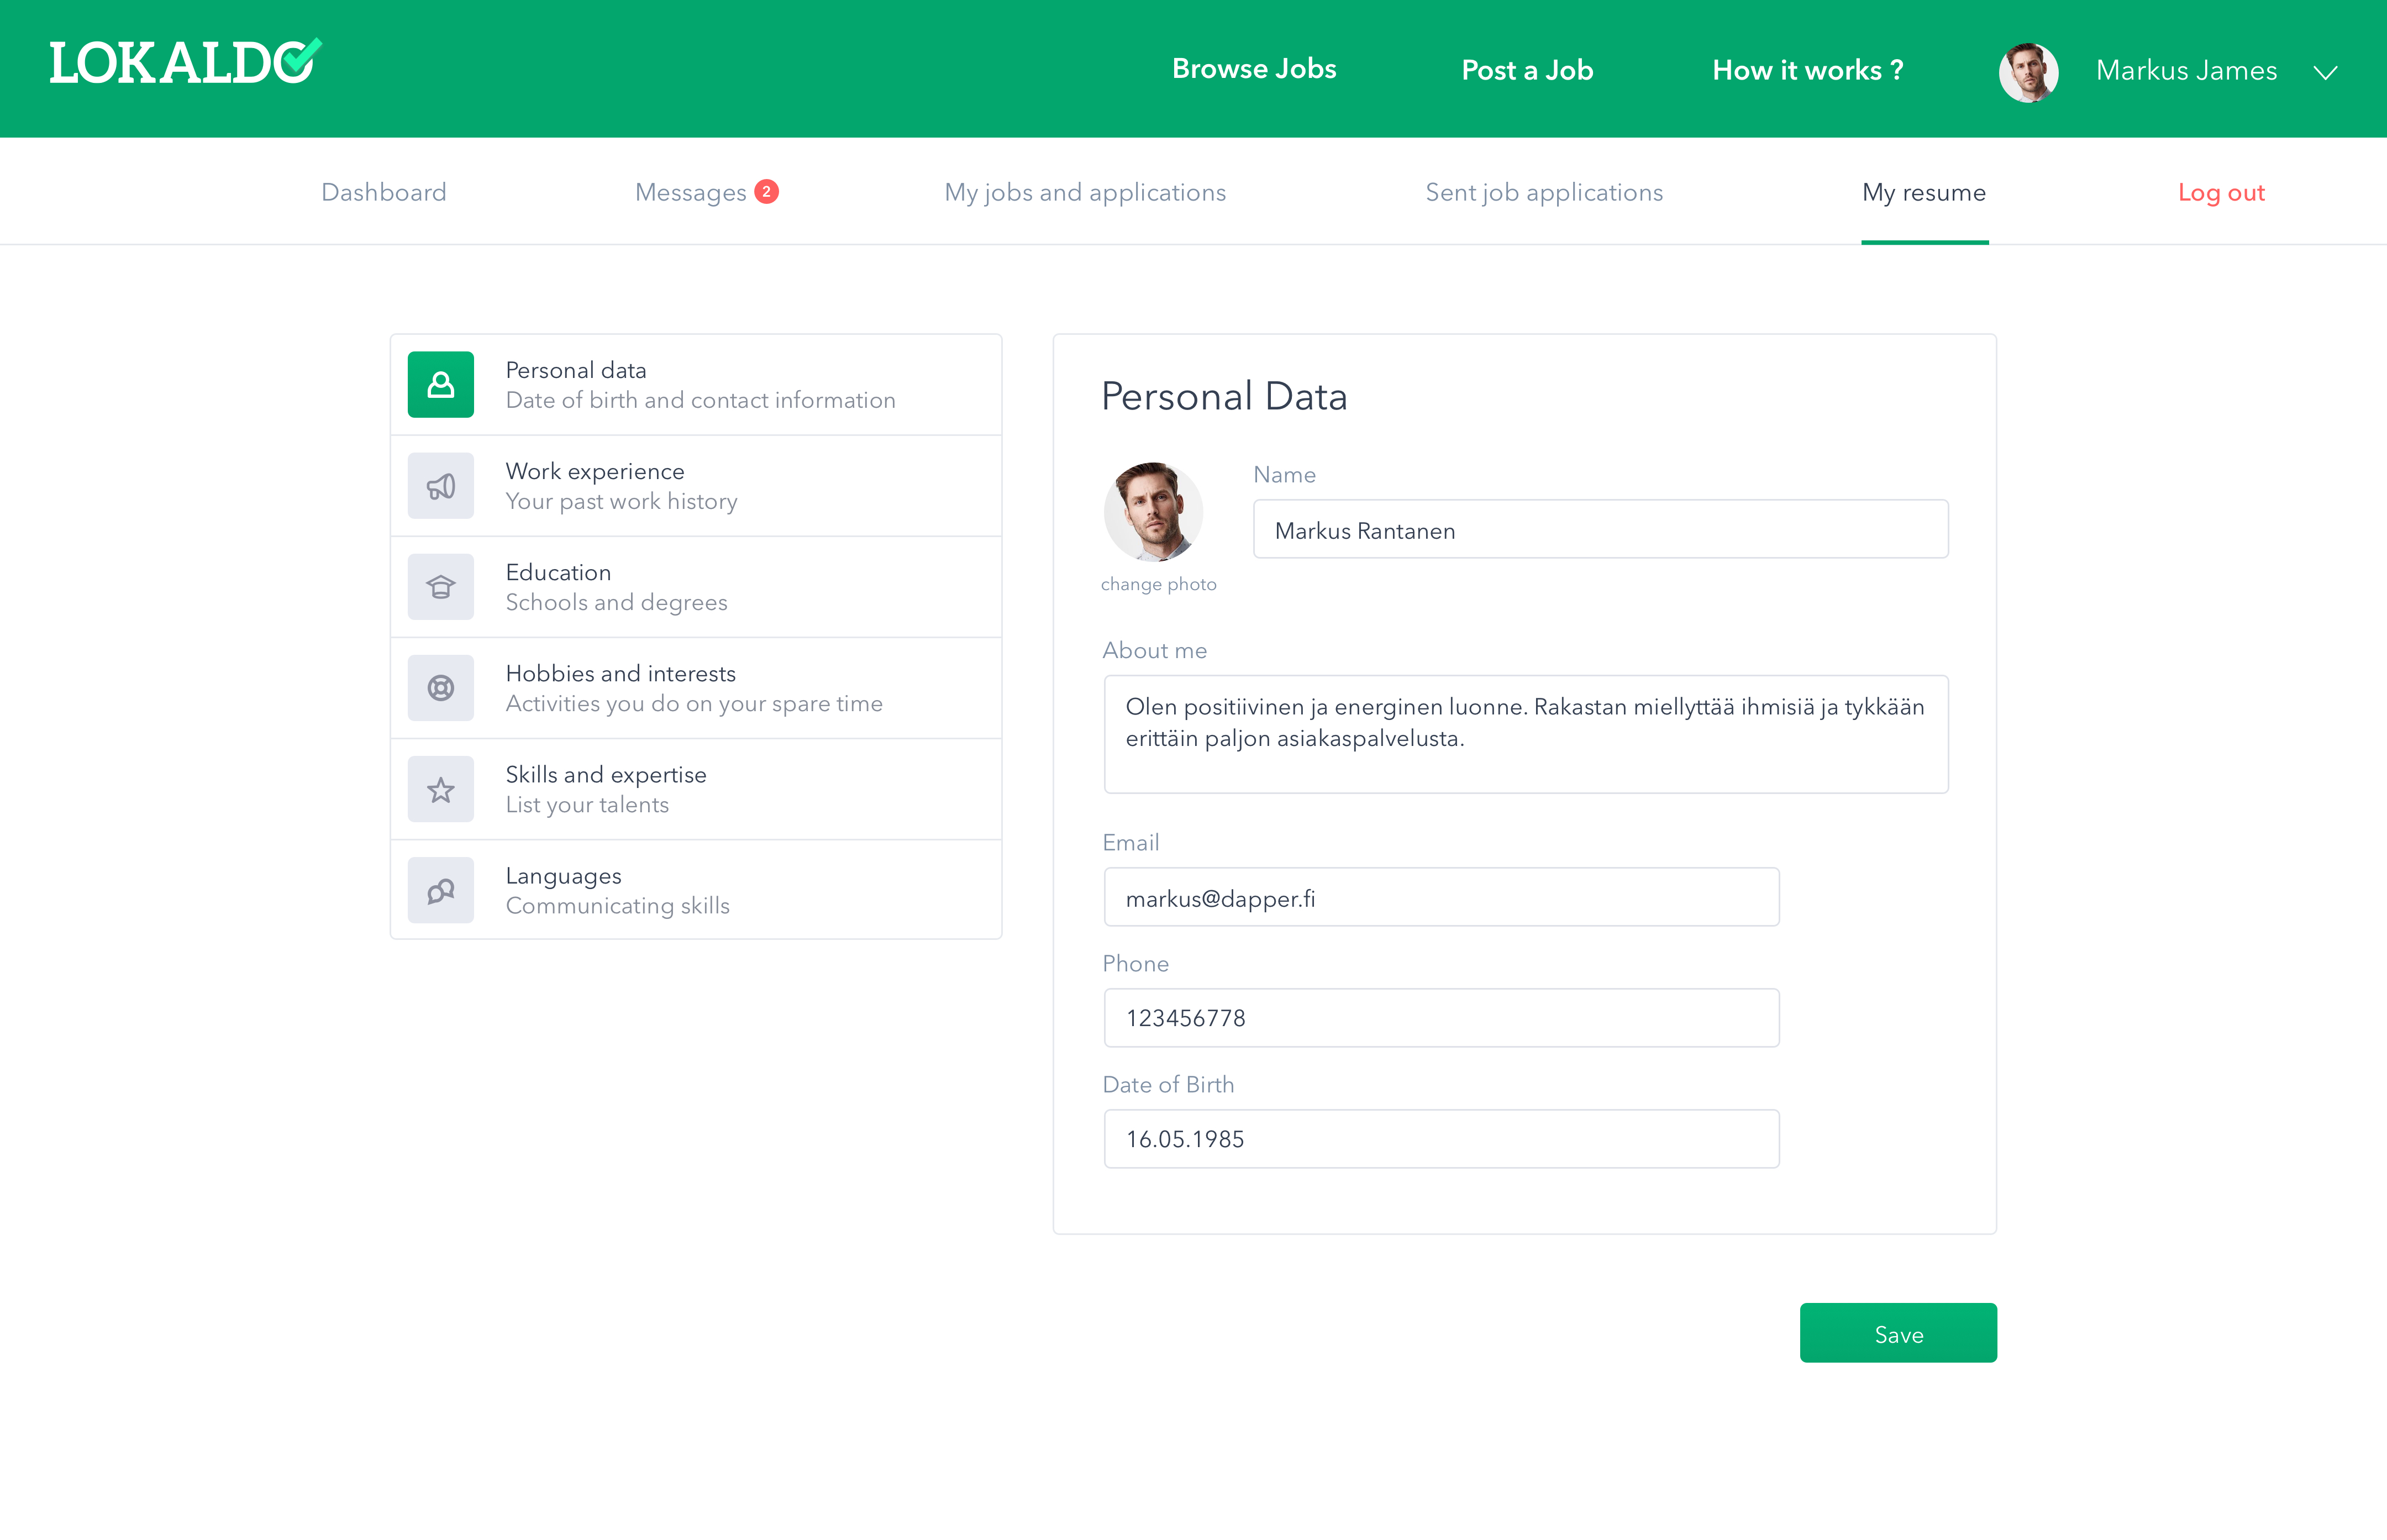 LOKALDO
Browse Jobs
Post a Job
How it works ?
Markus James
Dashboard
Messages 2
My jobs and applications
Sent job applications
My resume
Log out
Personal data
Date of birth and contact information
Work experience
Your past work history
Education
Schools and degrees
Hobbies and interests
Activities you do on your spare time
Skills and expertise
List your talents
Languages
Communicating skills
Personal Data
change photo
Name
Markus Rantanen
About me
Olen positiivinen ja energinen luonne. Rakastan miellyttää ihmisiä ja tykkään
erittäin paljon asiakaspalvelusta.
Email
markus@dapper.fi
Phone
123456778
Date of Birth
16.05.1985
Save